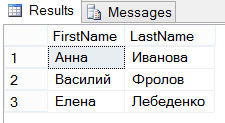 Results Messages
FirstName LastName
1 Анна Иванова
2 Василий Фролов
3 Елена Лебеденко